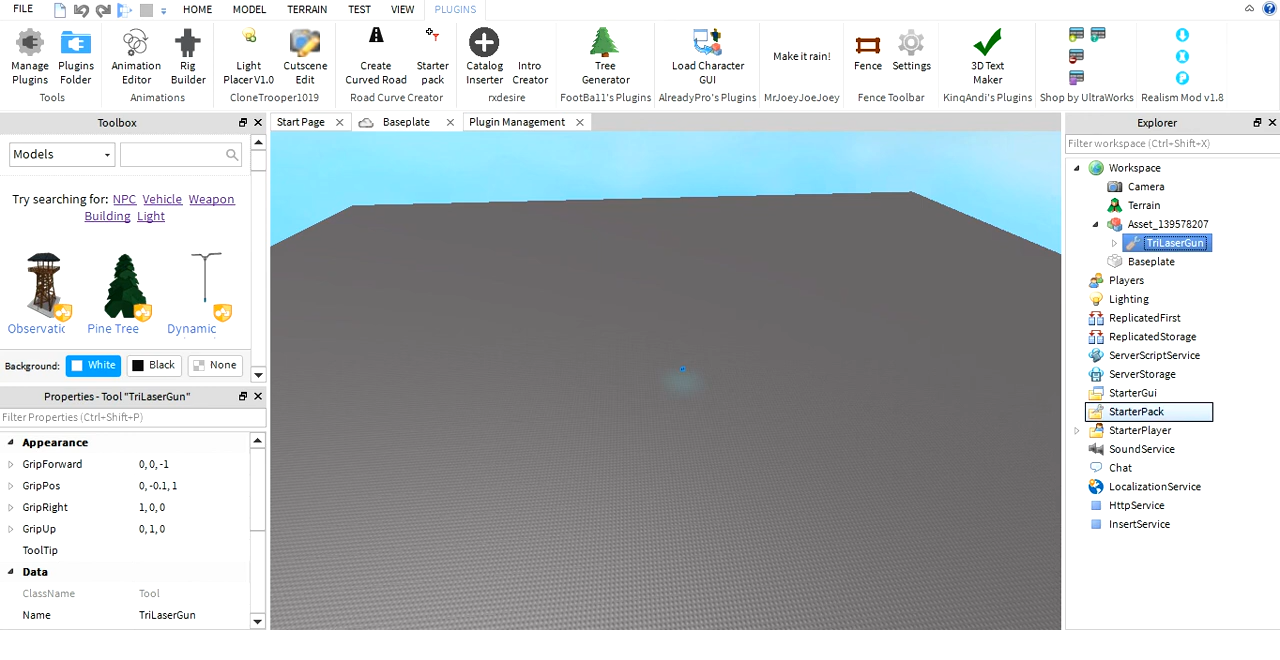 FILE HOME MODEL TERRAIN TEST VIEW PLUGINS
Manage Plugins
Plugins Folder
Tools
Animation Editor
Rig Builder
Animations
Light Placer V1.0
Cutscene Edit
CloneTrooper1019
Create Curved Road
Starter pack
Road Curve Creator
Catalog Inserter
Intro Creator
rxdesire
Tree Generator
FootBa11's Plugins
Load Character GUI
AlreadyPro's Plugins
Make it rain!
MrJoeyJoeJoey
Fence
Settings
Fence Toolbar
3D Text Maker
KinqAndi's Plugins
Shop by UltraWorks
Realism Mod v1.8
Toolbox
Models
Try searching for: NPC Vehicle Weapon
Building Light
Observatic
Pine Tree
Dynamic
Background: White Black None
Properties - Tool "TriLaserGun"
Filter Properties (Ctrl+Shift+P)
Appearance
GripForward 0, 0, -1
GripPos 0, -0.1, 1
GripRight 1, 0, 0
GripUp 0, 1, 0
ToolTip
Data
ClassName Tool
Name TriLaserGun
Start Page
Baseplate
Plugin Management
Explorer
Filter workspace (Ctrl+Shift+X)
Workspace
Camera
Terrain
Asset_139578207
TriLaserGun
Baseplate
Players
Lighting
ReplicatedFirst
ReplicatedStorage
ServerScriptService
ServerStorage
StarterGui
StarterPack
StarterPlayer
SoundService
Chat
LocalizationService
HttpService
InsertService